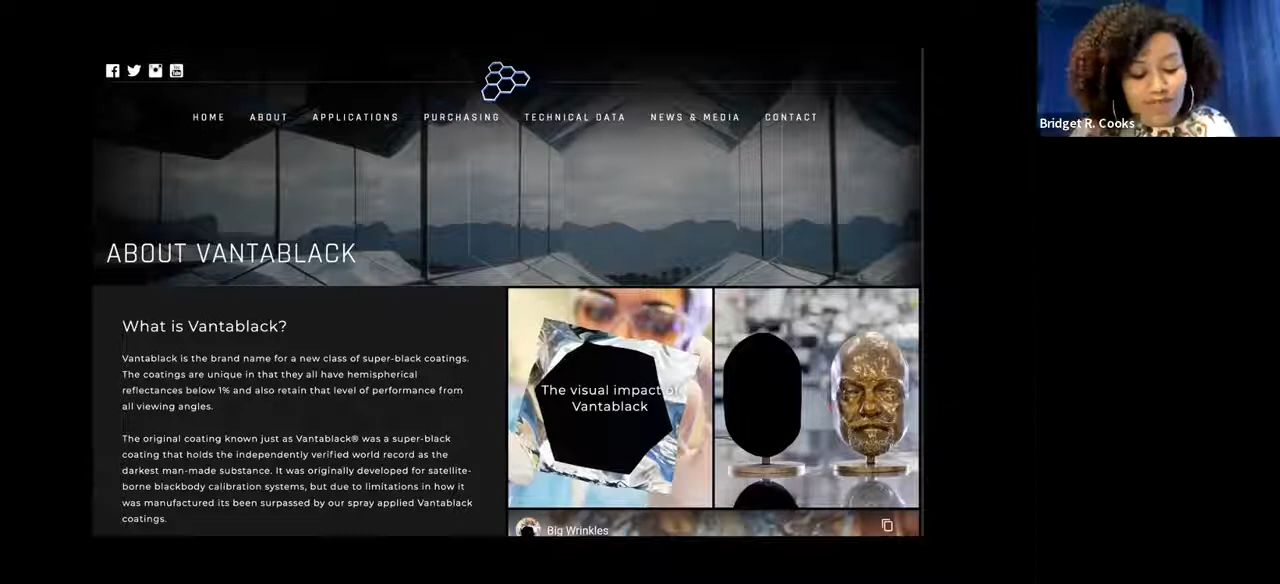 HOME ABOUT APPLICATIONS PURCHASING TECHNICAL DATA NEWS & MEDIA CONTACT
Bridget R. Cooks
ABOUT VANTABLACK
What is Vantablack?
Vantablack is the brand name for a new class of super-black coatings.
The coatings are unique in that they all have hemispherical
reflectances below 1% and also retain that level of performance from
all viewing angles.
The original coating known just as Vantablack® was a super-black
coating that holds the independently verified world record as the
darkest man-made substance. It was originally developed for satellite-
borne blackbody calibration systems, but due to limitations in how it
was manufactured its been surpassed by our spray applied Vantablack
coatings.
The visual impact of
Vantablack
Big Wrinkles